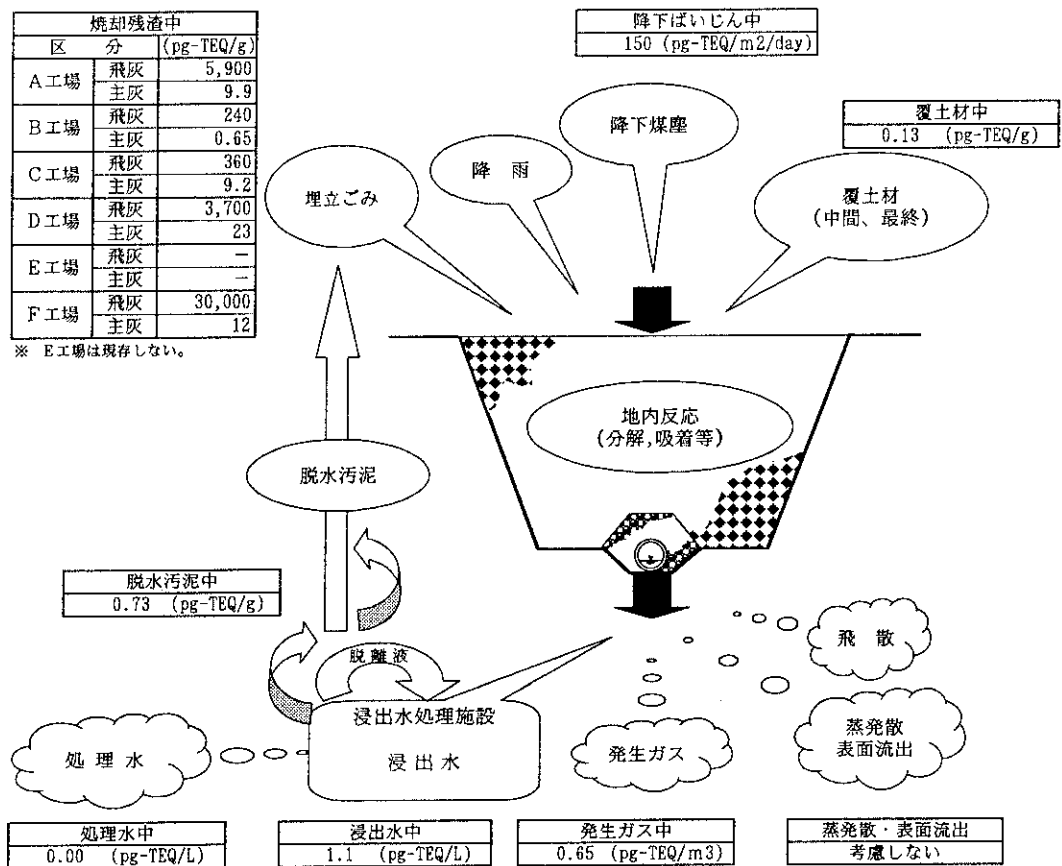 焼却残渣中
区 分 (pg-TEQ/g)
A工場 飛灰 5,900
主灰 9.9
B工場 飛灰 240
主灰 0.65
C工場 飛灰 360
主灰 9.2
D工場 飛灰 3,700
主灰 23
E工場 飛灰 －
主灰 －
F工場 飛灰 30,000
主灰 12
※ E工場は現存しない。
降下ばいじん中
150 (pg-TEQ/m2/day)
覆土材中
0.13 (pg-TEQ/g)
埋立ごみ
降 雨
降下煤塵
覆土材
(中間、最終)
地内反応
(分解,吸着等)
脱水汚泥
脱水汚泥中
0.73 (pg-TEQ/g)
脱離液
浸出水処理施設
浸出水
処理水
発生ガス
飛 散
蒸発散
表面流出
処理水中
0.00 (pg-TEQ/L)
浸出水中
1.1 (pg-TEQ/L)
発生ガス中
0.65 (pg-TEQ/m3)
蒸発散・表面流出
考慮しない